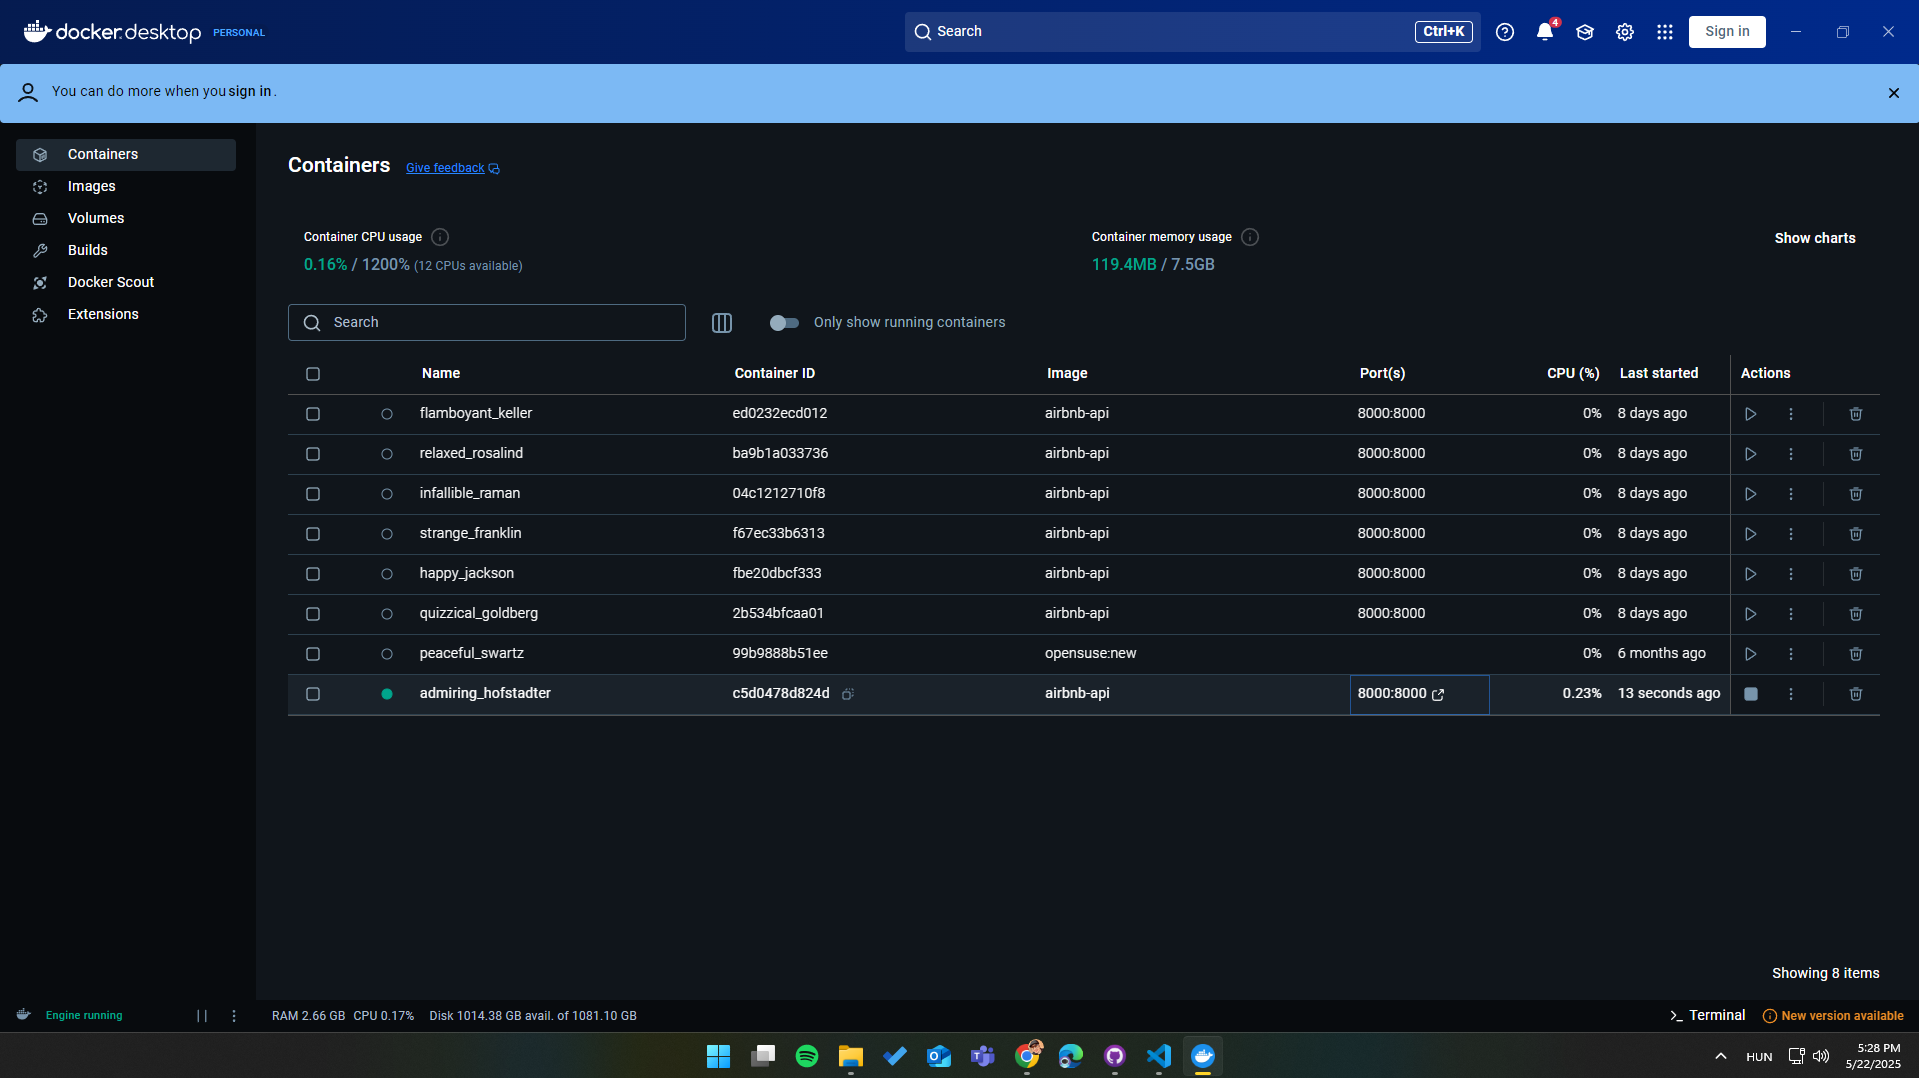 docker.desktop PERSONAL
Search Ctrl+K
4
Sign in
You can do more when you sign in.
Containers
Images
Volumes
Builds
Docker Scout
Extensions
Containers Give feedback
Container CPU usage
0.16% / 1200% (12 CPUs available)
Container memory usage
119.4MB / 7.5GB
Show charts
Search
Only show running containers
Name Container ID Image Port(s) CPU (%) Last started Actions
flamboyant_keller ed0232ecd012 airbnb-api 8000:8000 0% 8 days ago
relaxed_rosalind ba9b1a033736 airbnb-api 8000:8000 0% 8 days ago
infallible_raman 04c1212710f8 airbnb-api 8000:8000 0% 8 days ago
strange_franklin f67ec33b6313 airbnb-api 8000:8000 0% 8 days ago
happy_jackson fbe20dbcf333 airbnb-api 8000:8000 0% 8 days ago
quizzical_goldberg 2b534bfcaa01 airbnb-api 8000:8000 0% 8 days ago
peaceful_swartz 99b9888b51ee opensuse:new 0% 6 months ago
admiring_hofstadter c5d0478d824d airbnb-api 8000:8000 0.23% 13 seconds ago
Showing 8 items
Engine running RAM 2.66 GB CPU 0.17% Disk 1014.38 GB avail. of 1081.10 GB
Terminal New version available
HUN
5:28 PM
5/22/2025